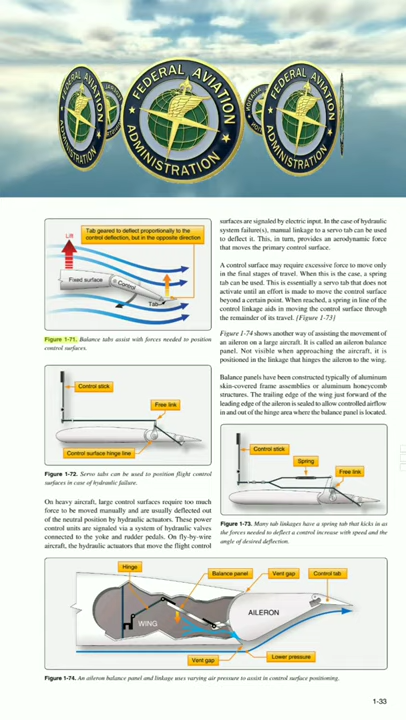 FEDERAL AVIATION
ADMINISTRATION
FEDERAL AVIATION
ADMINISTRATION
Tab geared to deflect proportionally to the
control deflection, but in the opposite direction
Lift
Fixed surface
Control
Tab
Figure 1-71. Balance tabs assist with forces needed to position
control surfaces.
Control stick
Free link
Control surface hinge line
Figure 1-72. Servo tabs can be used to position flight control
surfaces in case of hydraulic failure.
On heavy aircraft, large control surfaces require too much
force to be moved manually and are usually deflected out
of the neutral position by hydraulic actuators. These power
control units are signaled via a system of hydraulic valves
connected to the yoke and rudder pedals. On fly-by-wire
aircraft, the hydraulic actuators that move the flight control
surfaces are signaled by electric input. In the case of hydraulic
system failure(s), manual linkage to a servo tab can be used
to deflect it. This, in turn, provides an aerodynamic force
that moves the primary control surface.
A control surface may require excessive force to move only
in the final stages of travel. When this is the case, a spring
tab can be used. This is essentially a servo tab that does not
activate until an effort is made to move the control surface
beyond a certain point. When reached, a spring in line of the
control linkage aids in moving the control surface through
the remainder of its travel. [Figure 1-73]
Figure 1-74 shows another way of assisting the movement of
an aileron on a large aircraft. It is called an aileron balance
panel. Not visible when approaching the aircraft, it is
positioned in the linkage that hinges the aileron to the wing.
Balance panels have been constructed typically of aluminum
skin-covered frame assemblies or aluminum honeycomb
structures. The trailing edge of the wing just forward of the
leading edge of the aileron is sealed to allow controlled airflow
in and out of the hinge area where the balance panel is located.
Control stick
Spring
Free link
Figure 1-73. Many tab linkages have a spring tab that kicks in as
the forces needed to deflect a control increase with speed and the
angle of desired deflection.
Hinge
Balance panel
Vent gap
Control tab
WING
AILERON
Vent gap
Lower pressure
Figure 1-74. An aileron balance panel and linkage uses varying air pressure to assist in control surface positioning.
1-33